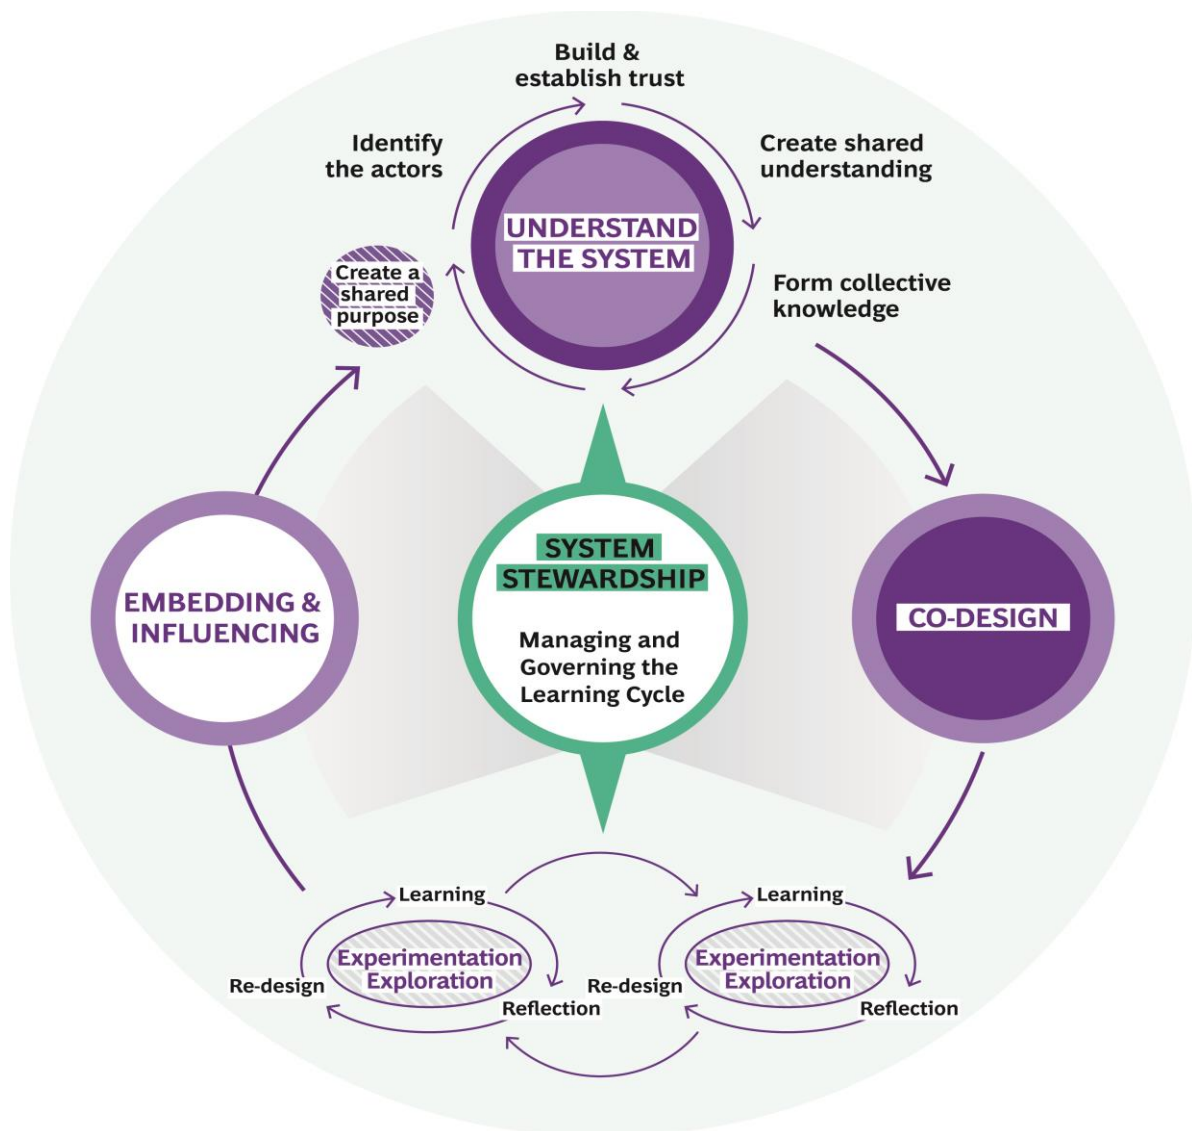 Build &
establish trust
Identify
the actors
Create shared
understanding
UNDERSTAND
THE SYSTEM
Create a
shared
purpose
Form collective
knowledge
EMBEDDING &
INFLUENCING
SYSTEM
STEWARDSHIP
Managing and
Governing the
Learning Cycle
CO-DESIGN
Learning
Experimentation
Exploration
Re-design
Reflection
Learning
Experimentation
Exploration
Re-design
Reflection